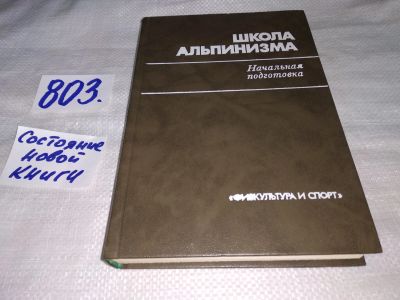 ШКОЛА
АЛЬПИНИЗМА
Начальная
подготовка
«ФИЗКУЛЬТУРА И СПОРТ»
803.
Состояние
новой
книги